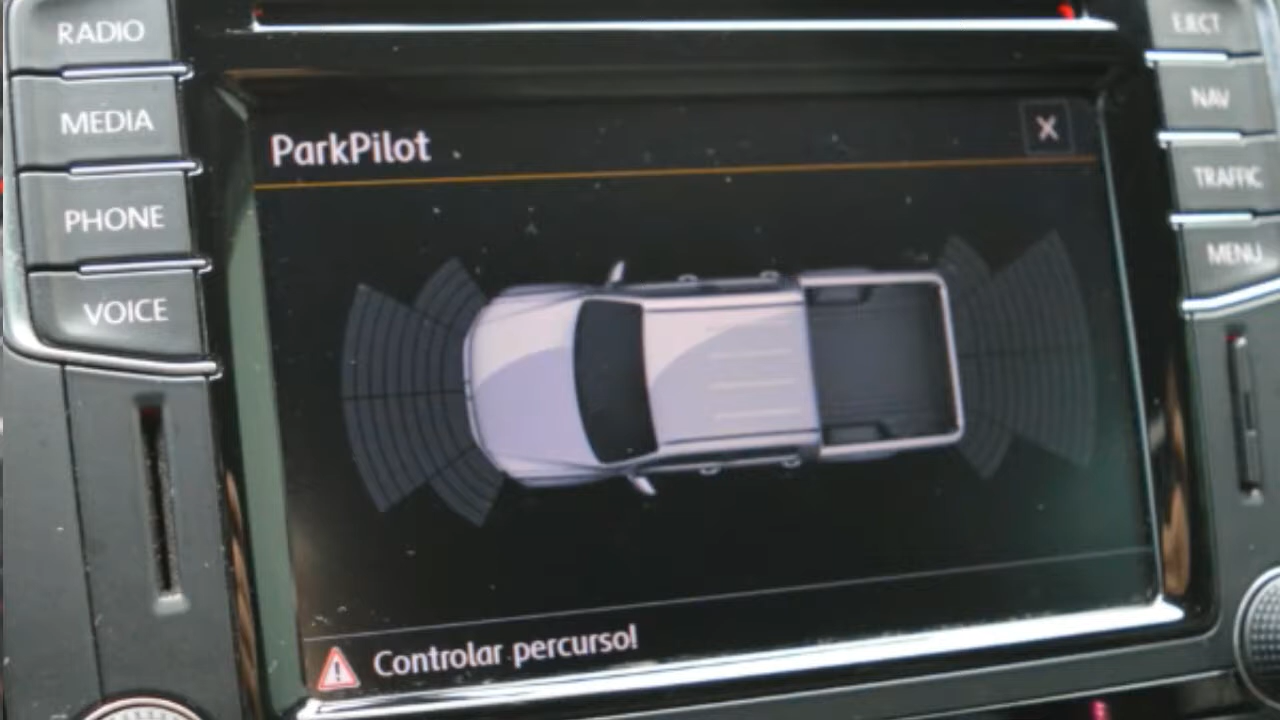 RADIO
MEDIA
PHONE
VOICE
ParkPilot
X
Controlar percurso!
EJECT
NAV
TRAFFIC
MENU